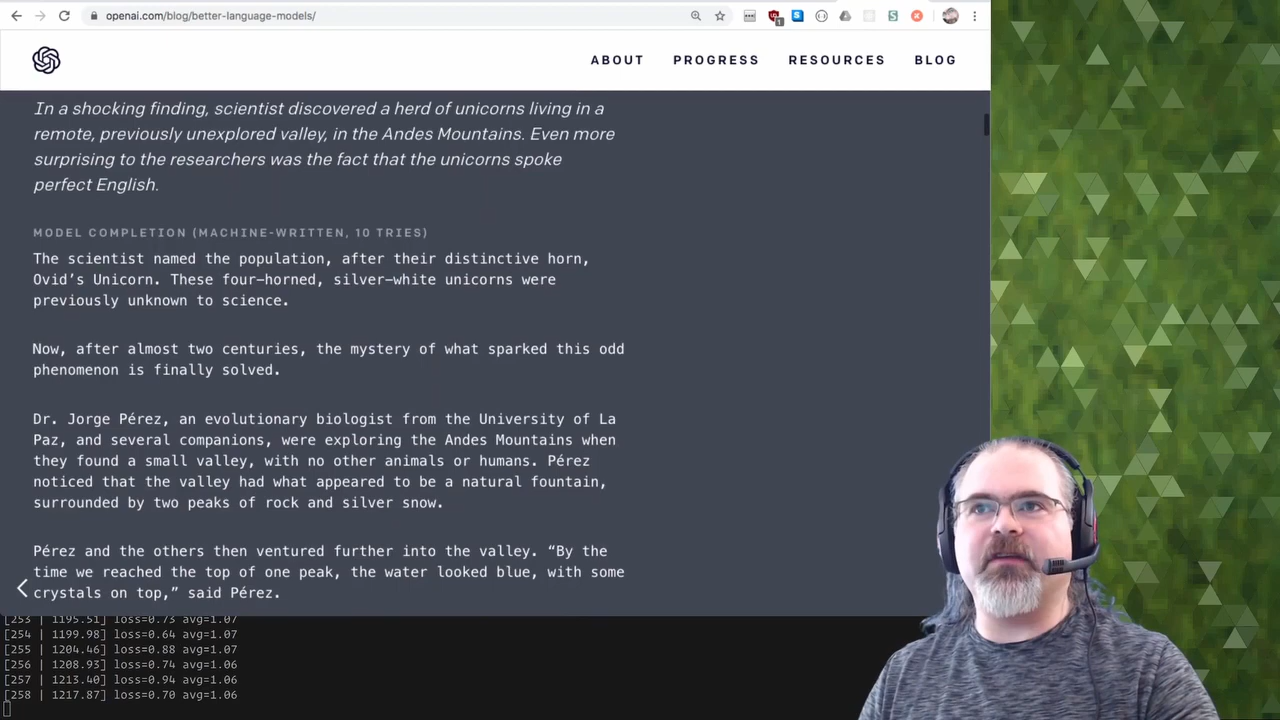 openai.com/blog/better-language-models/
1
ABOUT PROGRESS RESOURCES BLOG
In a shocking finding, scientist discovered a herd of unicorns living in a
remote, previously unexplored valley, in the Andes Mountains. Even more
surprising to the researchers was the fact that the unicorns spoke
perfect English.
MODEL COMPLETION (MACHINE-WRITTEN, 10 TRIES)
The scientist named the population, after their distinctive horn,
Ovid’s Unicorn. These four-horned, silver-white unicorns were
previously unknown to science.
Now, after almost two centuries, the mystery of what sparked this odd
phenomenon is finally solved.
Dr. Jorge Pérez, an evolutionary biologist from the University of La
Paz, and several companions, were exploring the Andes Mountains when
they found a small valley, with no other animals or humans. Pérez
noticed that the valley had what appeared to be a natural fountain,
surrounded by two peaks of rock and silver snow.
Pérez and the others then ventured further into the valley. “By the
time we reached the top of one peak, the water looked blue, with some
crystals on top,” said Pérez.
[253 | 1195.51] loss=0.73 avg=1.07
[254 | 1199.98] loss=0.64 avg=1.07
[255 | 1204.46] loss=0.88 avg=1.07
[256 | 1208.93] loss=0.74 avg=1.06
[257 | 1213.40] loss=0.94 avg=1.06
[258 | 1217.87] loss=0.70 avg=1.06